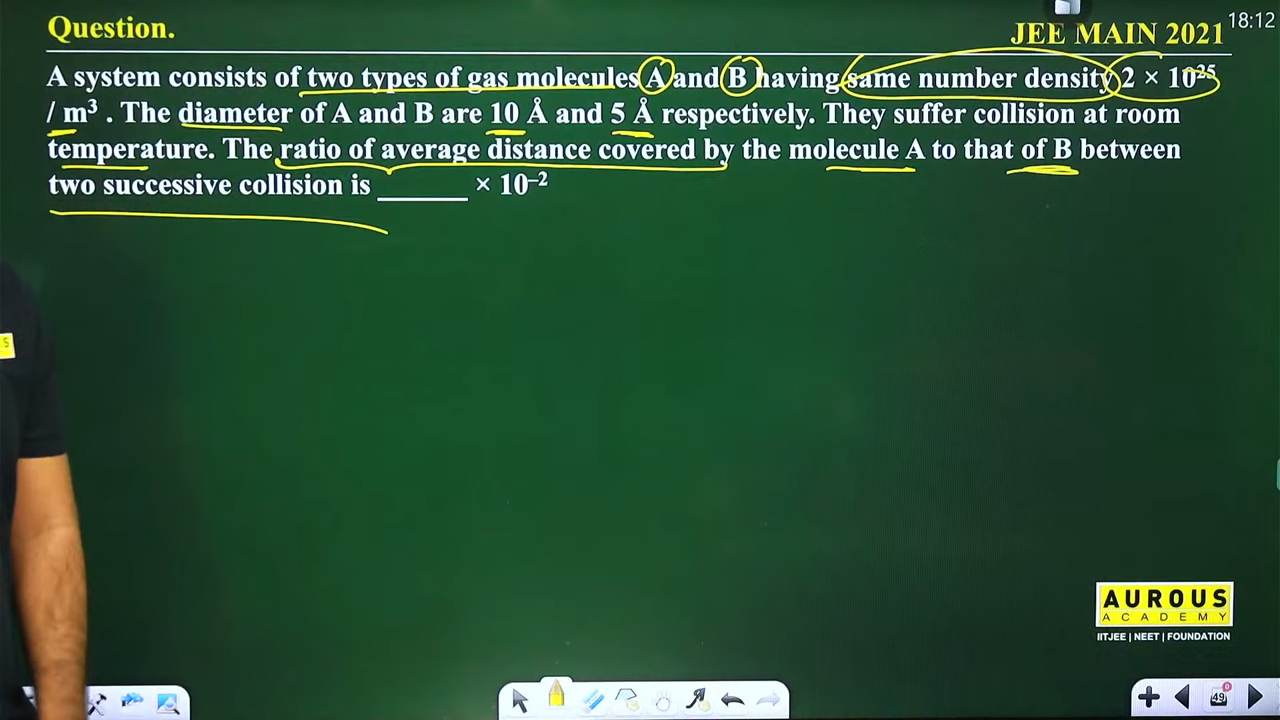 Question.
JEE MAIN 2021
18:12
A system consists of two types of gas molecules A and B having same number density 2 × 10²⁵
/ m³ . The diameter of A and B are 10 Å and 5 Å respectively. They suffer collision at room
temperature. The ratio of average distance covered by the molecule A to that of B between
two successive collision is ______ × 10⁻²
S
AUROUS
ACADEMY
IITJEE | NEET | FOUNDATION
49
0